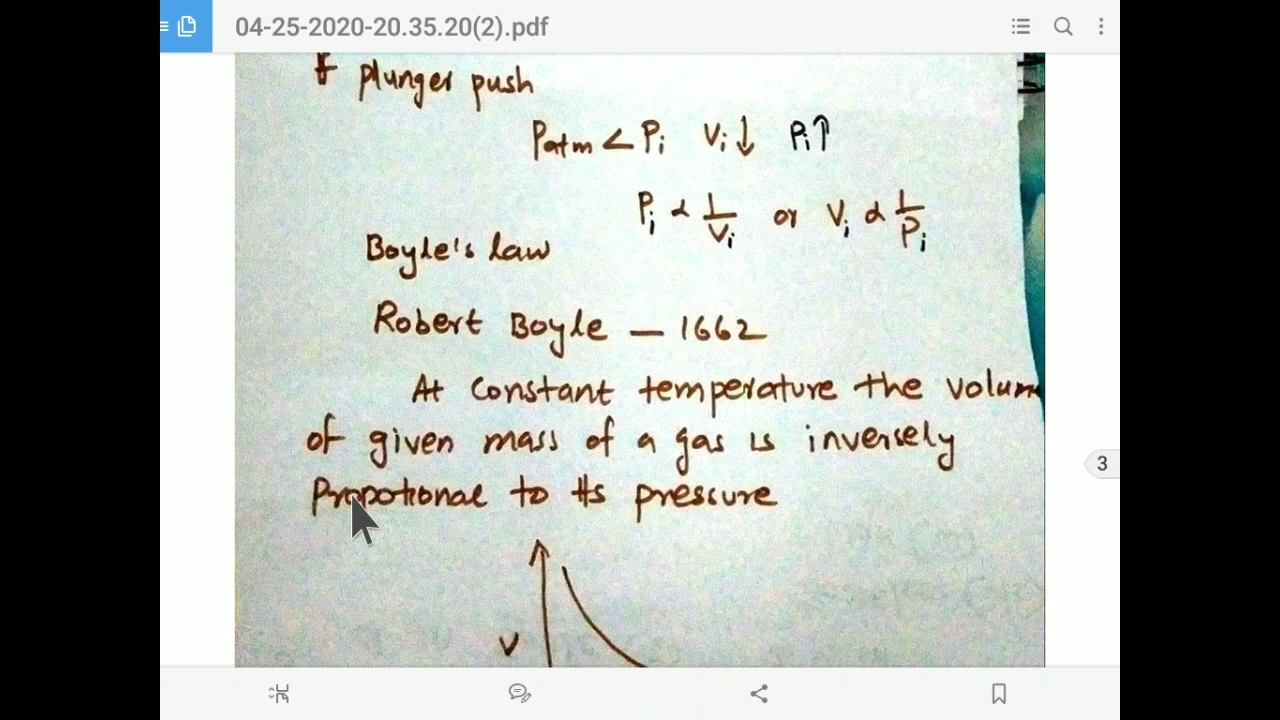 04-25-2020-20.35.20(2).pdf
If plunger push
Patm < Pi Vi↓ Pi↑
Pi ∝ 1/Vi or Vi ∝ 1/Pi
Boyle's law
Robert Boyle — 1662
At constant temperature the volum
of given mass of a gas is inversely
Propotional to its pressure
V
3